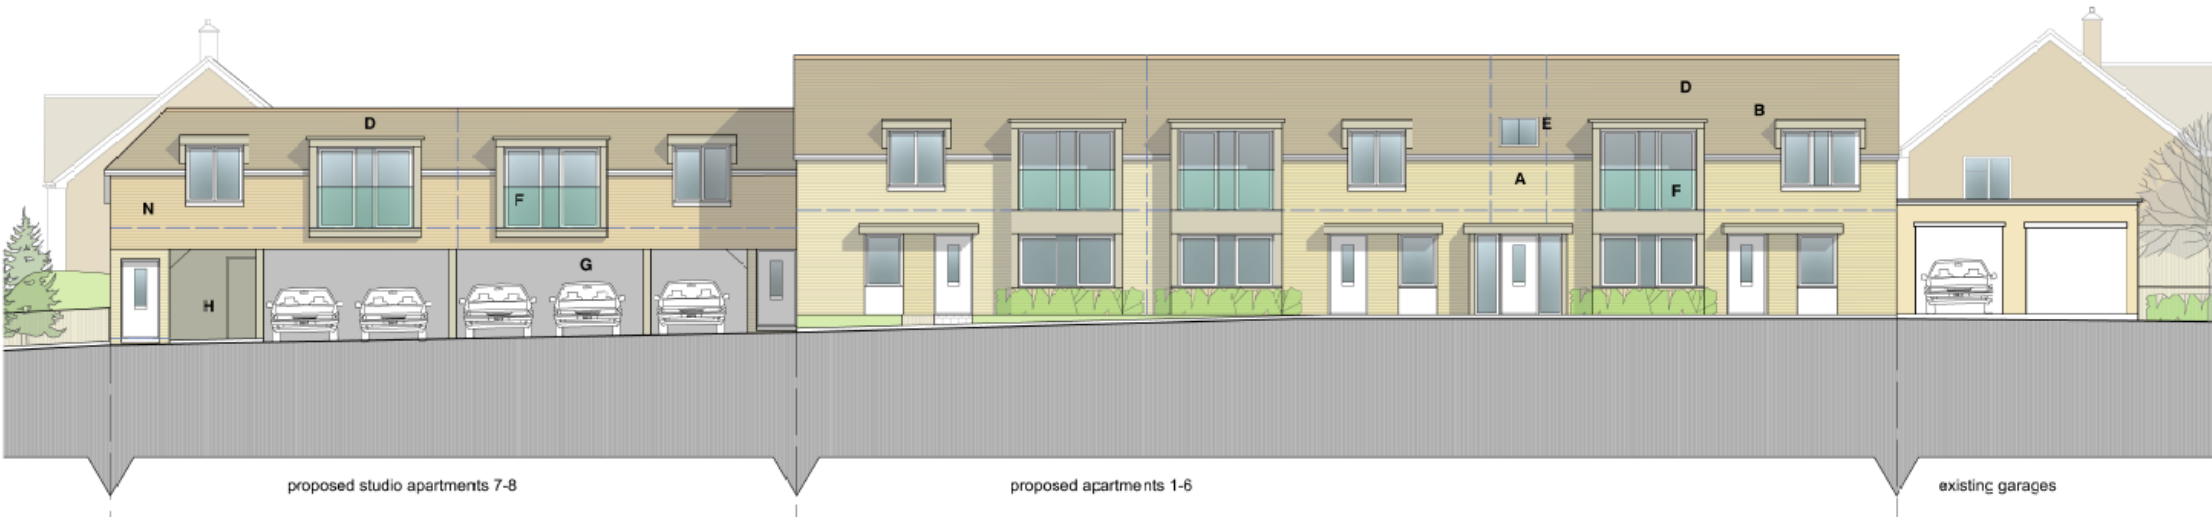 D
D
B
E
A
F
F
N
G
H
proposed studio apartments 7-8
proposed apartments 1-6
existing garages